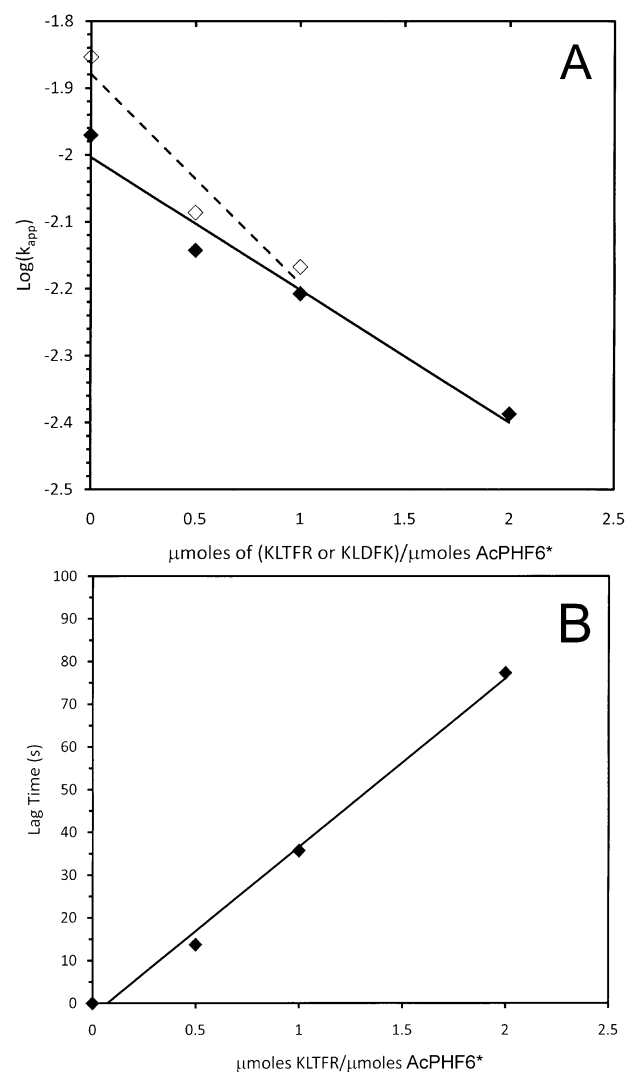 A
-1.8
-1.9
-2
-2.1
-2.2
-2.3
-2.4
-2.5
Log(kapp)
0 0.5 1 1.5 2 2.5
μmoles of (KLTFR or KLDFK)/μmoles AcPHF6*
B
100
90
80
70
60
50
40
30
20
10
0
Lag Time (s)
0 0.5 1 1.5 2 2.5
μmoles KLTFR/μmoles AcPHF6*